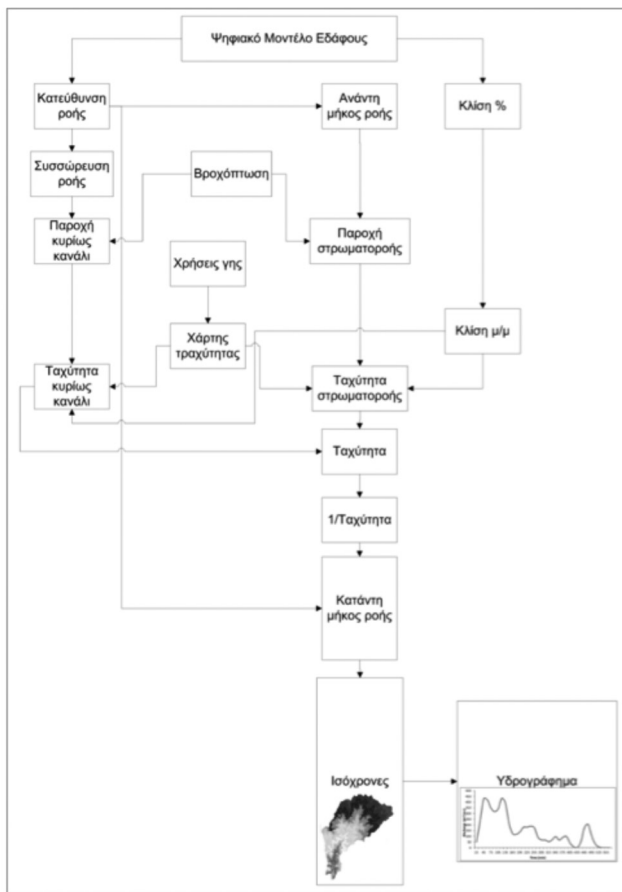 Ψηφιακό Μοντέλο Εδάφους
Κατεύθυνση
ροής
Ανάντη
μήκος ροής
Κλίση %
Συσσώρευση
ροής
Βροχόπτωση
Παροχή
κυρίως
κανάλι
Παροχή
στρωματοροής
Χρήσεις γης
Χάρτης
τραχύτητας
Κλίση μ/μ
Ταχύτητα
κυρίως
κανάλι
Ταχύτητα
στρωματοροής
Ταχύτητα
1/Ταχύτητα
Κατάντη
μήκος ροής
Ισόχρονες
Υδρογράφημα